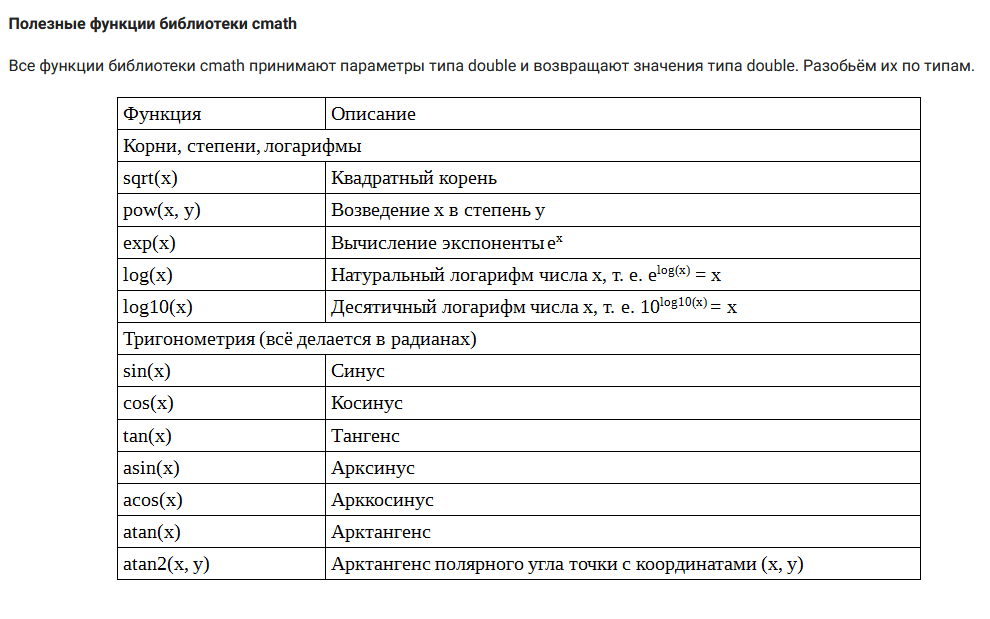 Полезные функции библиотеки cmath
Все функции библиотеки cmath принимают параметры типа double и возвращают значения типа double. Разобьём их по типам.
Функция Описание
Корни, степени, логарифмы
sqrt(x) Квадратный корень
pow(x, y) Возведение x в степень y
exp(x) Вычисление экспоненты eˣ
log(x) Натуральный логарифм числа x, т. е. e^log(x) = x
log10(x) Десятичный логарифм числа x, т. е. 10^log10(x) = x
Тригонометрия (всё делается в радианах)
sin(x) Синус
cos(x) Косинус
tan(x) Тангенс
asin(x) Арксинус
acos(x) Арккосинус
atan(x) Арктангенс
atan2(x, y) Арктангенс полярного угла точки с координатами (x, y)